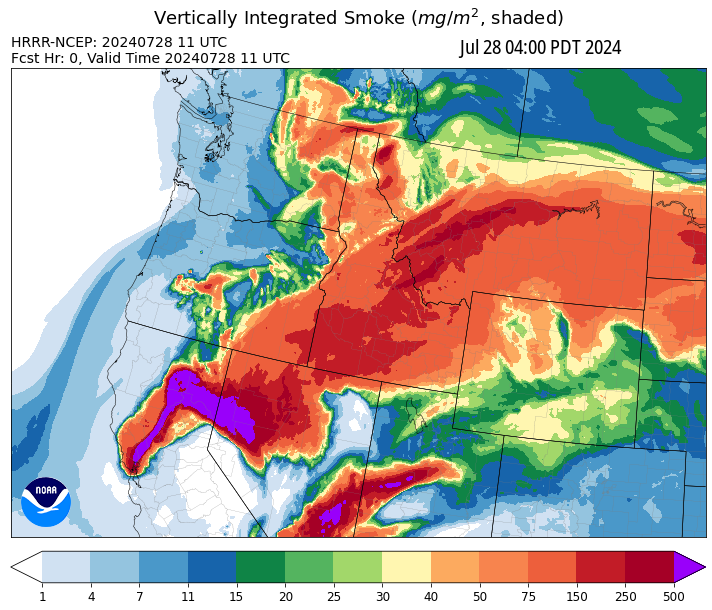 Vertically Integrated Smoke (mg/m², shaded)
HRRR-NCEP: 20240728 11 UTC
Jul 28 04:00 PDT 2024
Fcst Hr: 0, Valid Time 20240728 11 UTC
NOAA
1 4 7 11 15 20 25 30 40 50 75 150 250 500